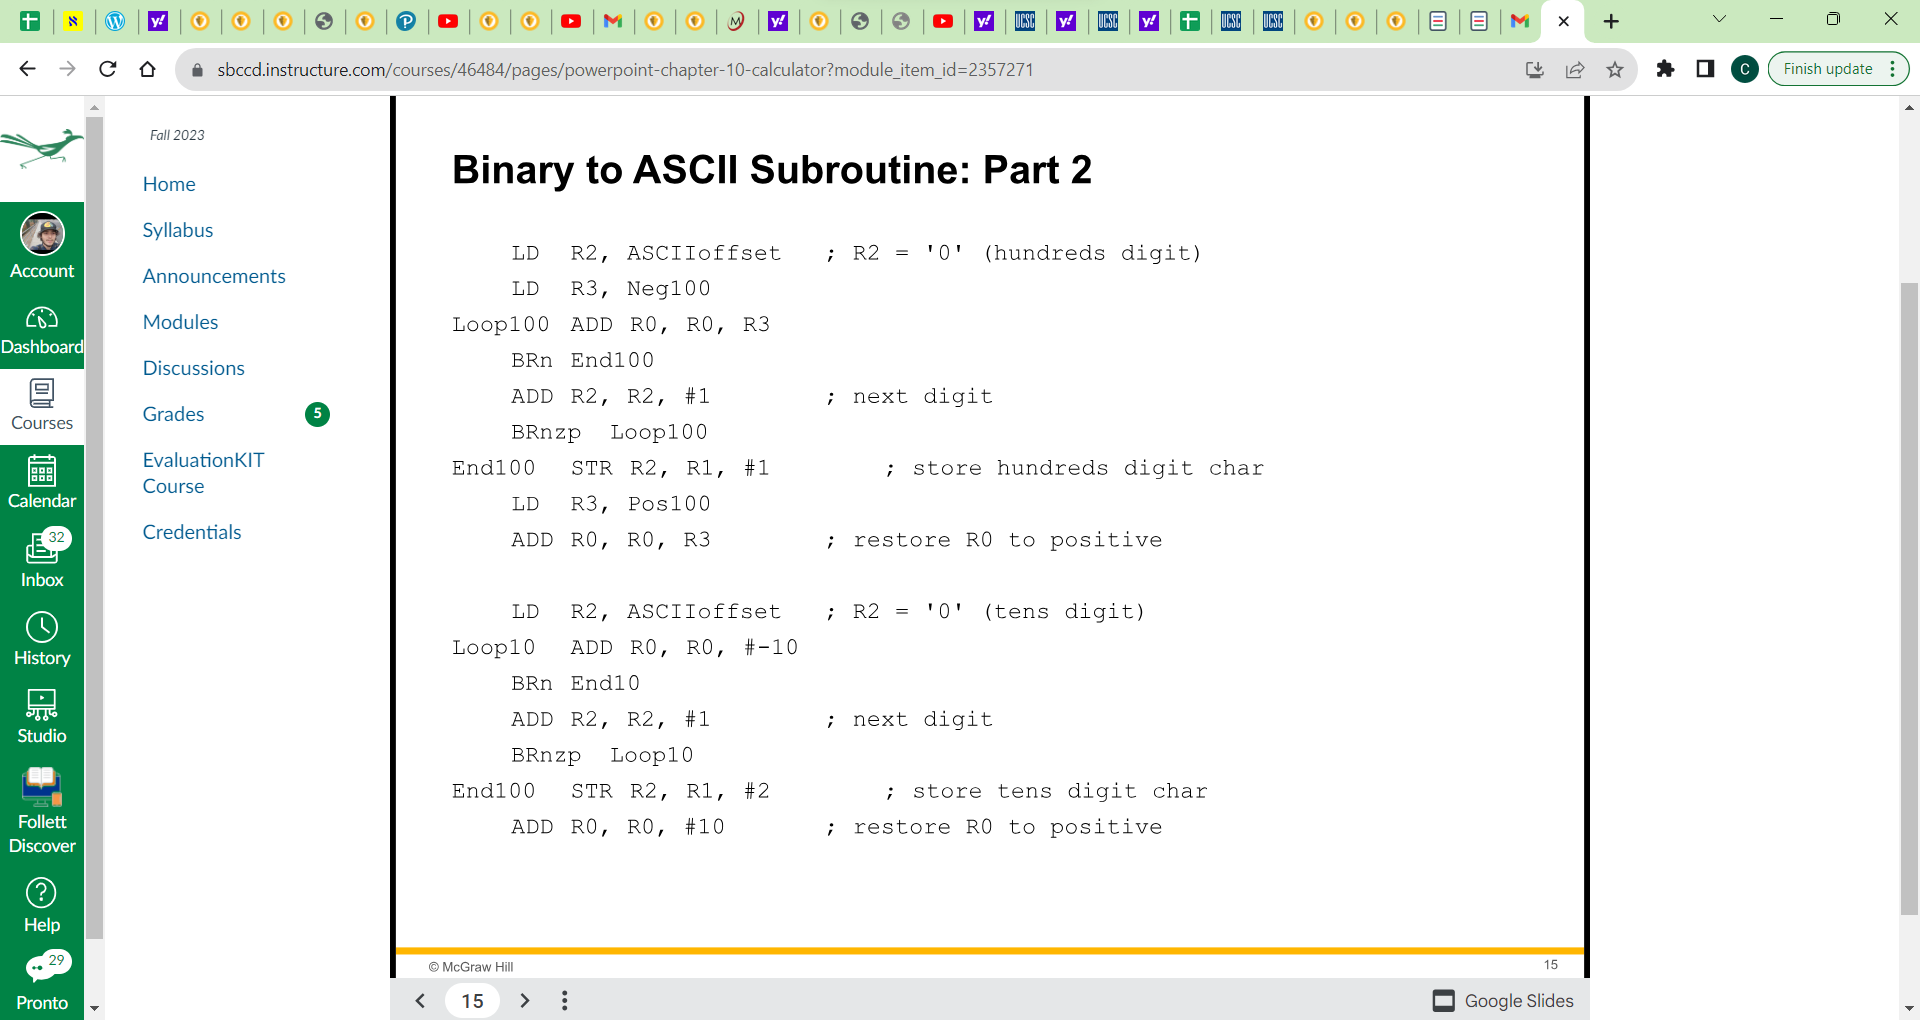 sbccd.instructure.com/courses/46484/pages/powerpoint-chapter-10-calculator?module_item_id=2357271
C
Finish update
Account
Dashboard
Courses
Calendar
32
Inbox
History
Studio
Follett
Discover
Help
29
Pronto
Fall 2023
Home
Syllabus
Announcements
Modules
Discussions
Grades 5
EvaluationKIT
Course
Credentials
Binary to ASCII Subroutine: Part 2
LD R2, ASCIIoffset ; R2 = '0' (hundreds digit)
LD R3, Neg100
Loop100 ADD R0, R0, R3
BRn End100
ADD R2, R2, #1 ; next digit
BRnzp Loop100
End100 STR R2, R1, #1 ; store hundreds digit char
LD R3, Pos100
ADD R0, R0, R3 ; restore R0 to positive
LD R2, ASCIIoffset ; R2 = '0' (tens digit)
Loop10 ADD R0, R0, #-10
BRn End10
ADD R2, R2, #1 ; next digit
BRnzp Loop10
End100 STR R2, R1, #2 ; store tens digit char
ADD R0, R0, #10 ; restore R0 to positive
© McGraw Hill
15
15
Google Slides